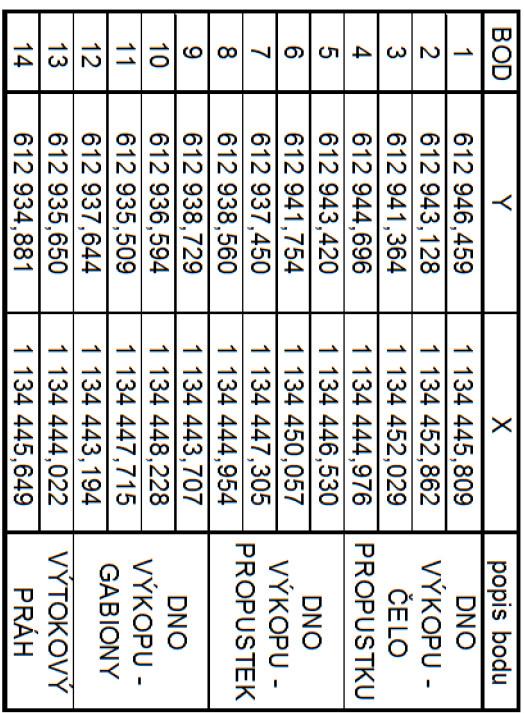 BOD Y X popis bodu
1 612 946,459 1 134 445,809 DNO
2 612 943,128 1 134 452,862 VÝKOPU -
3 612 941,364 1 134 452,029 ČELO
4 612 944,696 1 134 444,976 PROPUSTKU
5 612 943,420 1 134 446,530 DNO
6 612 941,754 1 134 450,057 VÝKOPU -
7 612 937,450 1 134 447,305 PROPUSTEK
8 612 938,560 1 134 444,954
9 612 938,729 1 134 443,707 DNO
10 612 936,594 1 134 448,228 VÝKOPU -
11 612 935,509 1 134 447,715 GABIONY
12 612 937,644 1 134 443,194
13 612 935,650 1 134 444,022 VÝTOKOVÝ
14 612 934,881 1 134 445,649 PRÁH